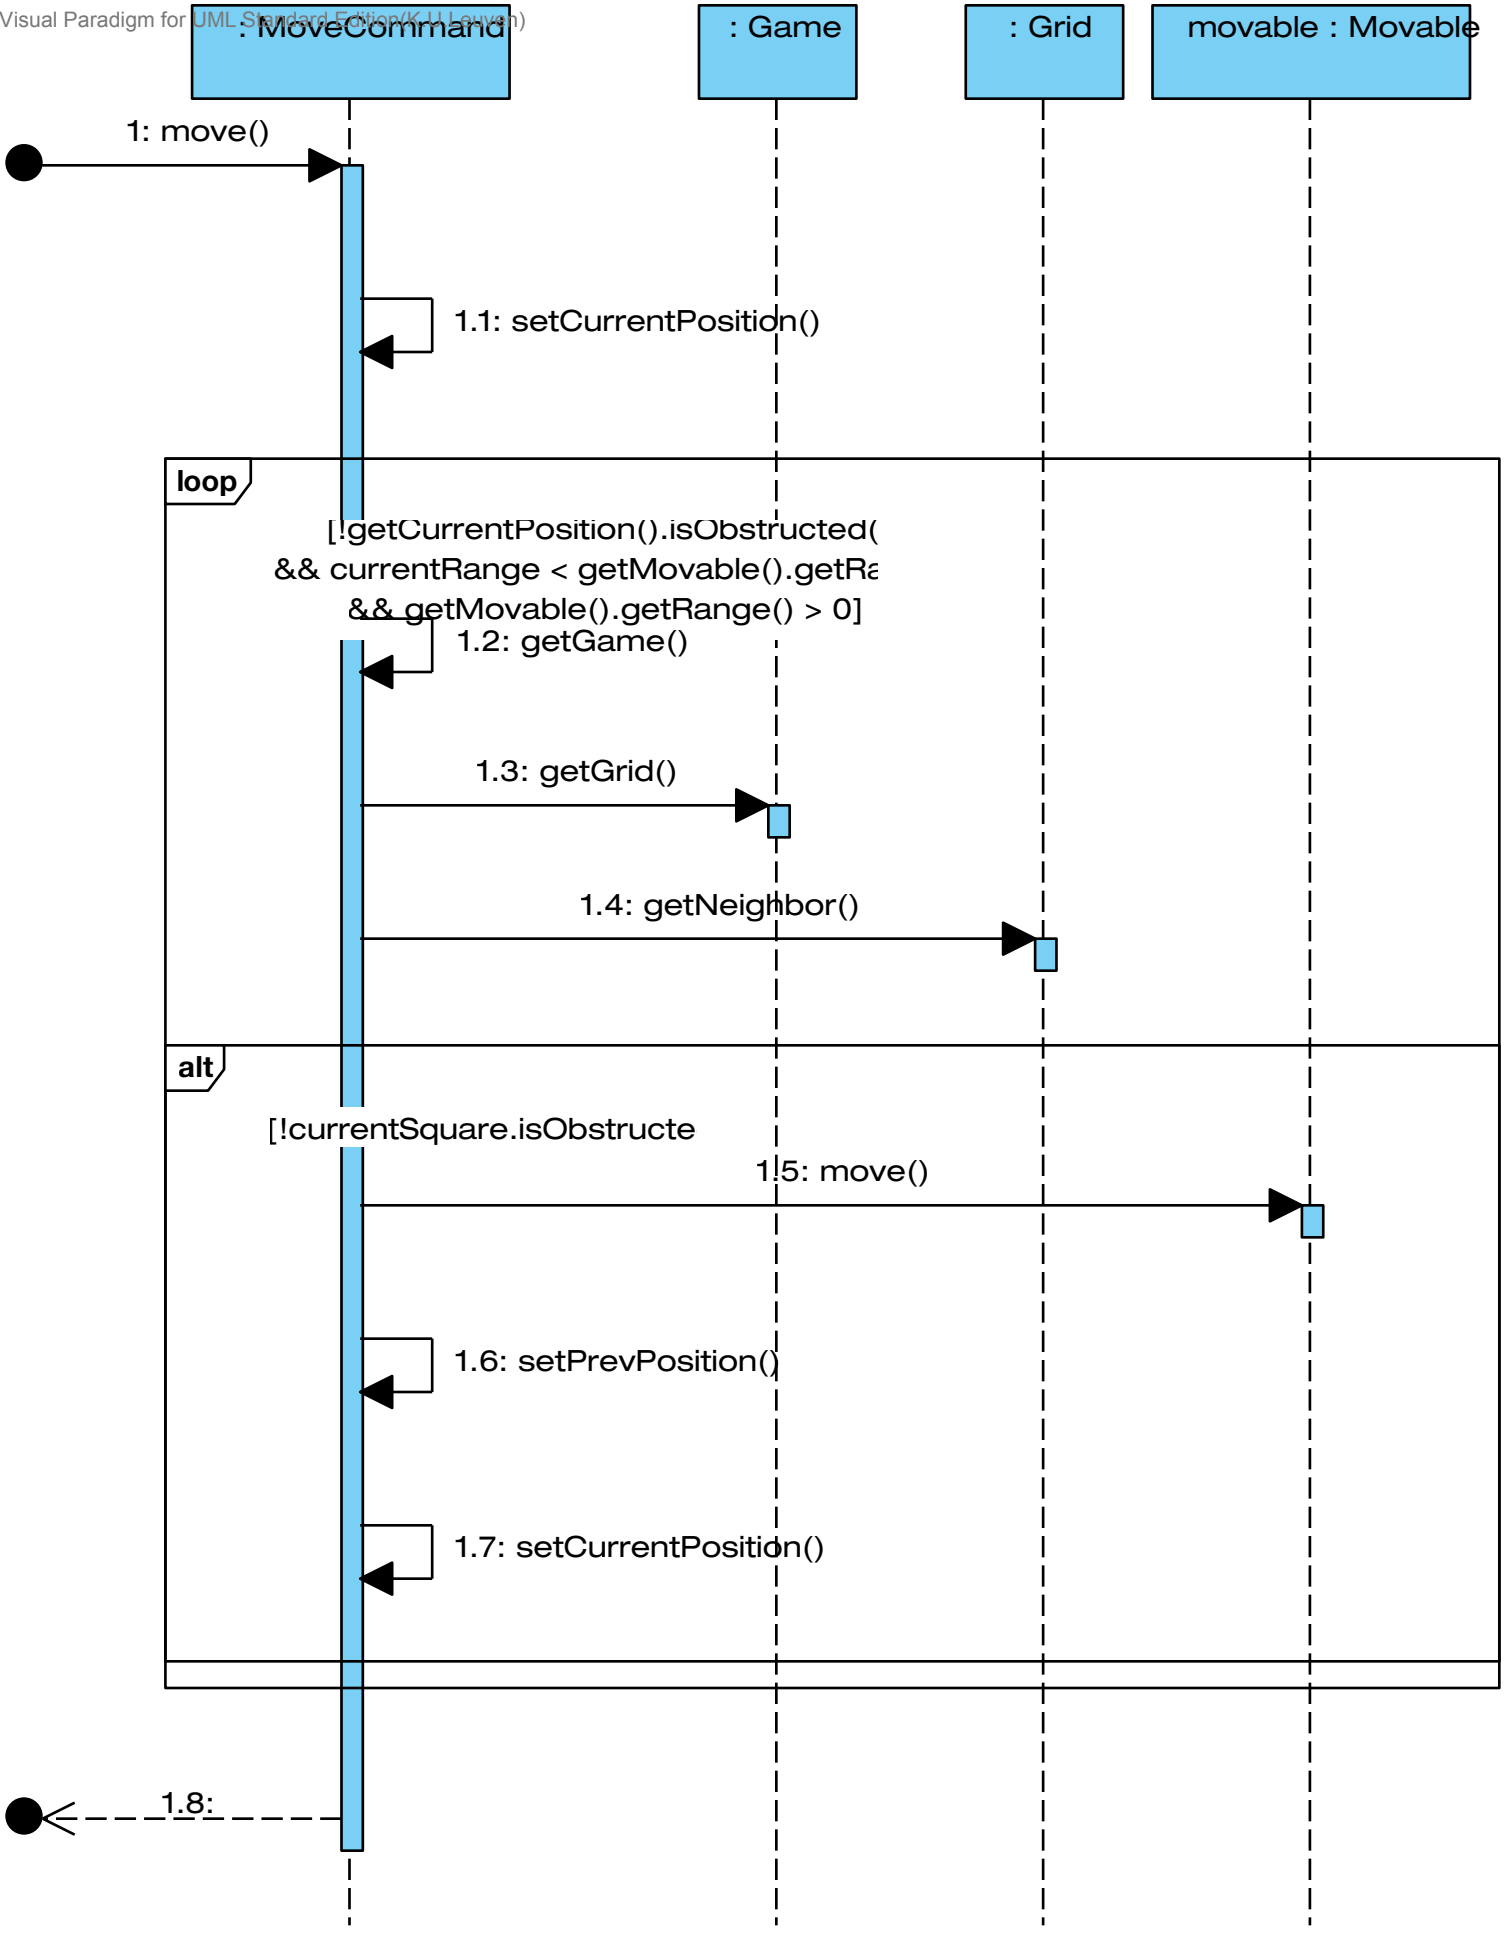 Visual Paradigm for UML Standard Edition(K.U.Leuven)
: MoveCommand
: Game
: Grid
movable : Movable
1: move()
1.1: setCurrentPosition()
loop
[!getCurrentPosition().isObstructed(
&& currentRange < getMovable().getRa
&& getMovable().getRange() > 0]
1.2: getGame()
1.3: getGrid()
1.4: getNeighbor()
alt
[!currentSquare.isObstructe
1.5: move()
1.6: setPrevPosition()
1.7: setCurrentPosition()
1.8: